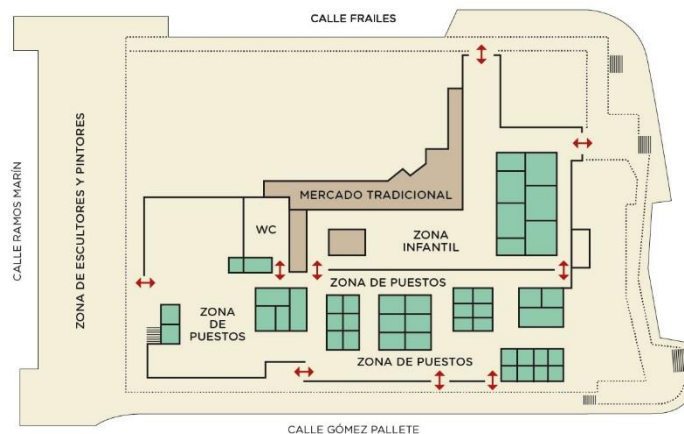 CALLE FRAILES
CALLE RAMOS MARÍN
ZONA DE ESCULTORES Y PINTORES
MERCADO TRADICIONAL
WC
ZONA
INFANTIL
ZONA DE PUESTOS
ZONA
DE
PUESTOS
ZONA DE PUESTOS
CALLE GÓMEZ PALLETE